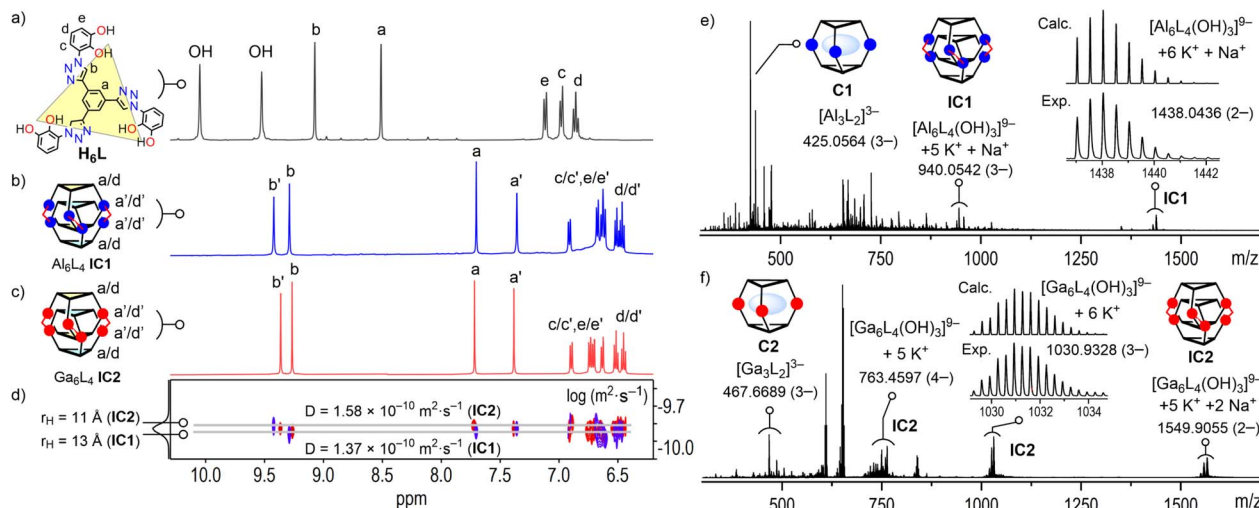 a)
e
OH
d
OH
c
N
N
b
N
a
N
N
N
HO
OH
N
N
N
OH
HO
H₆L
OH
OH
b
a
e
c
d
b)
a/d
a'/d'
a'/d'
a/d
Al₆L₄ IC1
b'
b
a
a'
c/c',e/e'
d/d'
c)
a/d
a'/d'
a'/d'
a/d
Ga₆L₄ IC2
b'
b
a
a'
c/c',e/e'
d/d'
d)
rH = 11 Å (IC2)
rH = 13 Å (IC1)
D = 1.58 × 10⁻¹⁰ m²·s⁻¹ (IC2)
D = 1.37 × 10⁻¹⁰ m²·s⁻¹ (IC1)
log (m²·s⁻¹)
-9.7
-10.0
10.0 9.5 9.0 8.5 8.0 7.5 7.0 6.5
ppm
e)
C1
[Al₃L₂]³⁻
425.0564 (3–)
IC1
[Al₆L₄(OH)₃]⁹⁻
+5 K⁺ + Na⁺
940.0542 (3–)
Calc.
[Al₆L₄(OH)₃]⁹⁻
+6 K⁺ + Na⁺
Exp.
1438.0436 (2–)
1438 1440 1442
IC1
500 750 1000 1250 1500 m/z
f)
C2
[Ga₃L₂]³⁻
467.6689 (3–)
[Ga₆L₄(OH)₃]⁹⁻
+ 5 K⁺
763.4597 (4–)
IC2
Calc.
[Ga₆L₄(OH)₃]⁹⁻
+ 6 K⁺
Exp.
1030.9328 (3–)
1030 1032 1034
IC2
IC2
[Ga₆L₄(OH)₃]⁹⁻
+5 K⁺ +2 Na⁺
1549.9055 (2–)
500 750 1000 1250 1500 m/z